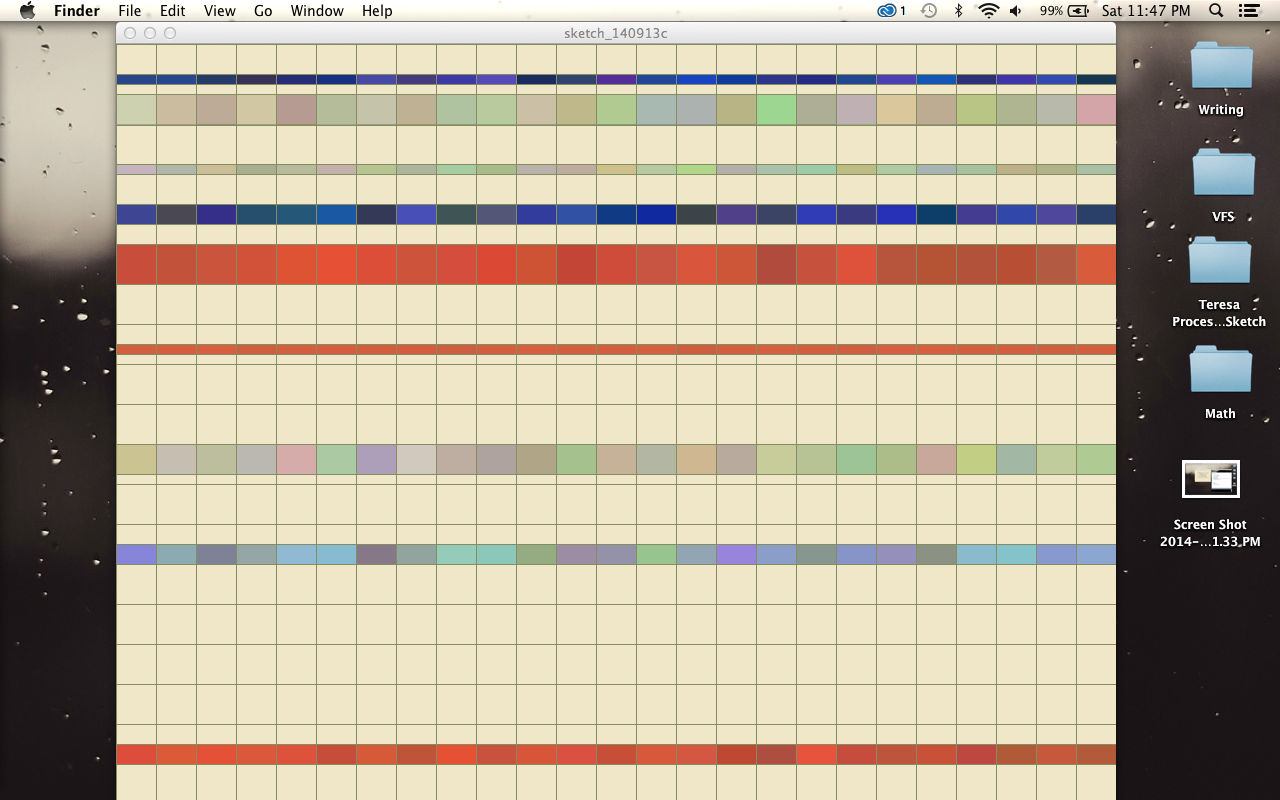 Finder File Edit View Go Window Help 1 99% Sat 11:47 PM
sketch_140913c
Writing
VFS
Teresa
Proces...Sketch
Math
Screen Shot
2014-...1.33 PM